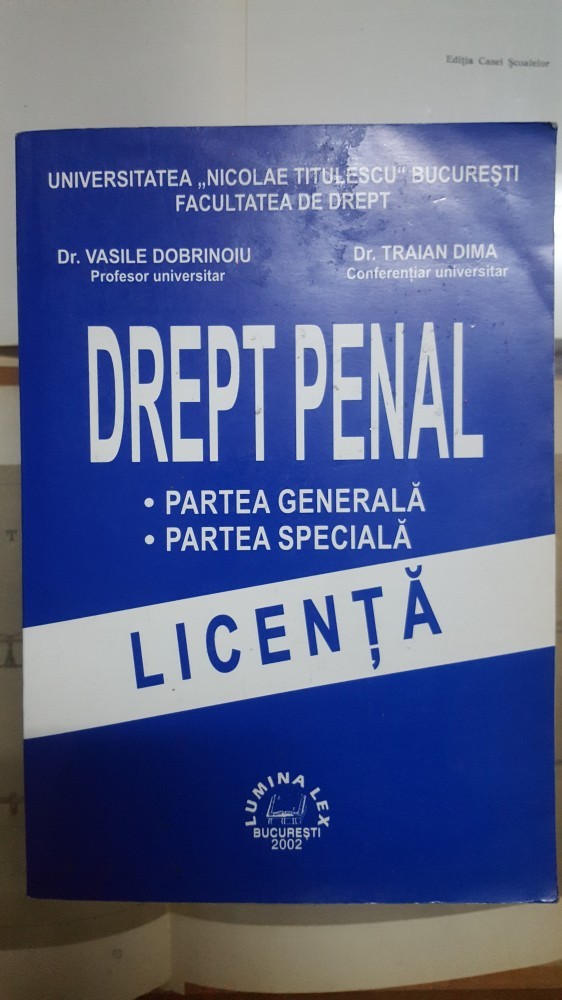 Ediția Casei Școalelor
UNIVERSITATEA „NICOLAE TITULESCU“ BUCUREȘTI
FACULTATEA DE DREPT
Dr. VASILE DOBRINOIU
Profesor universitar
Dr. TRAIAN DIMA
Conferențiar universitar
DREPT PENAL
• PARTEA GENERALĂ
• PARTEA SPECIALĂ
LICENȚĂ
LUMINA LEX
BUCUREȘTI
2002
T